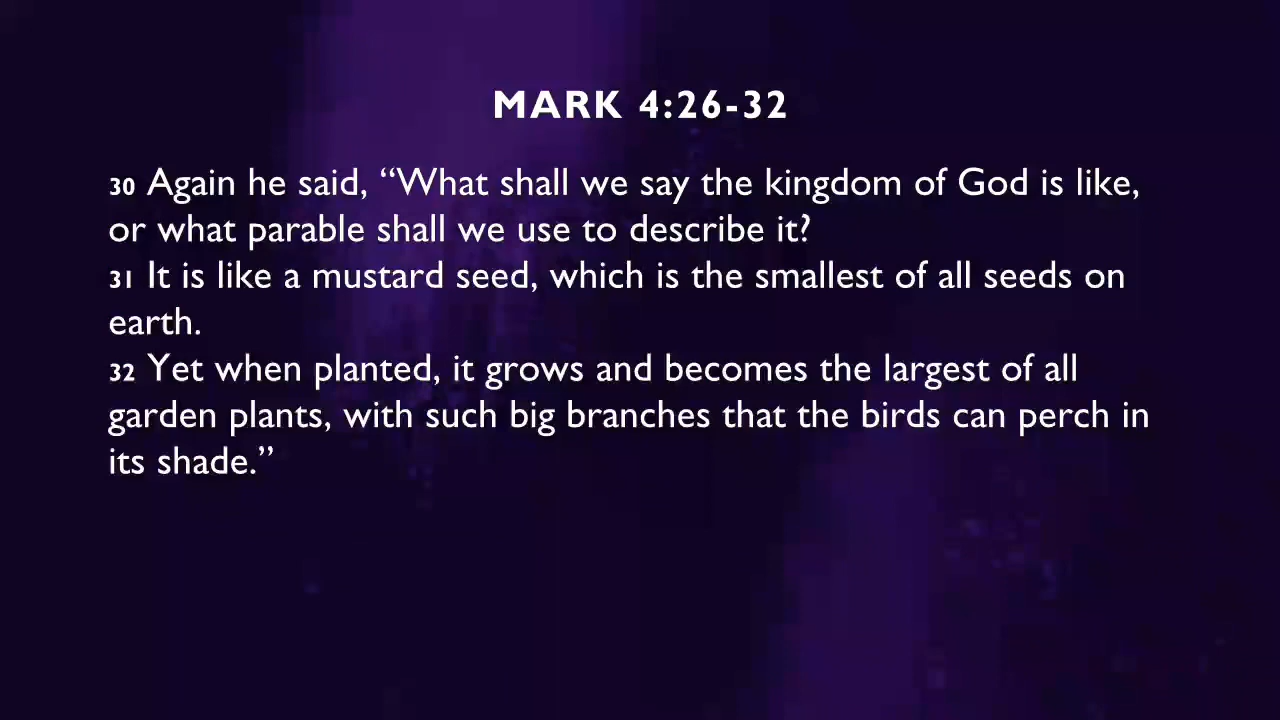 MARK 4:26-32
30 Again he said, “What shall we say the kingdom of God is like,
or what parable shall we use to describe it?
31 It is like a mustard seed, which is the smallest of all seeds on
earth.
32 Yet when planted, it grows and becomes the largest of all
garden plants, with such big branches that the birds can perch in
its shade.”